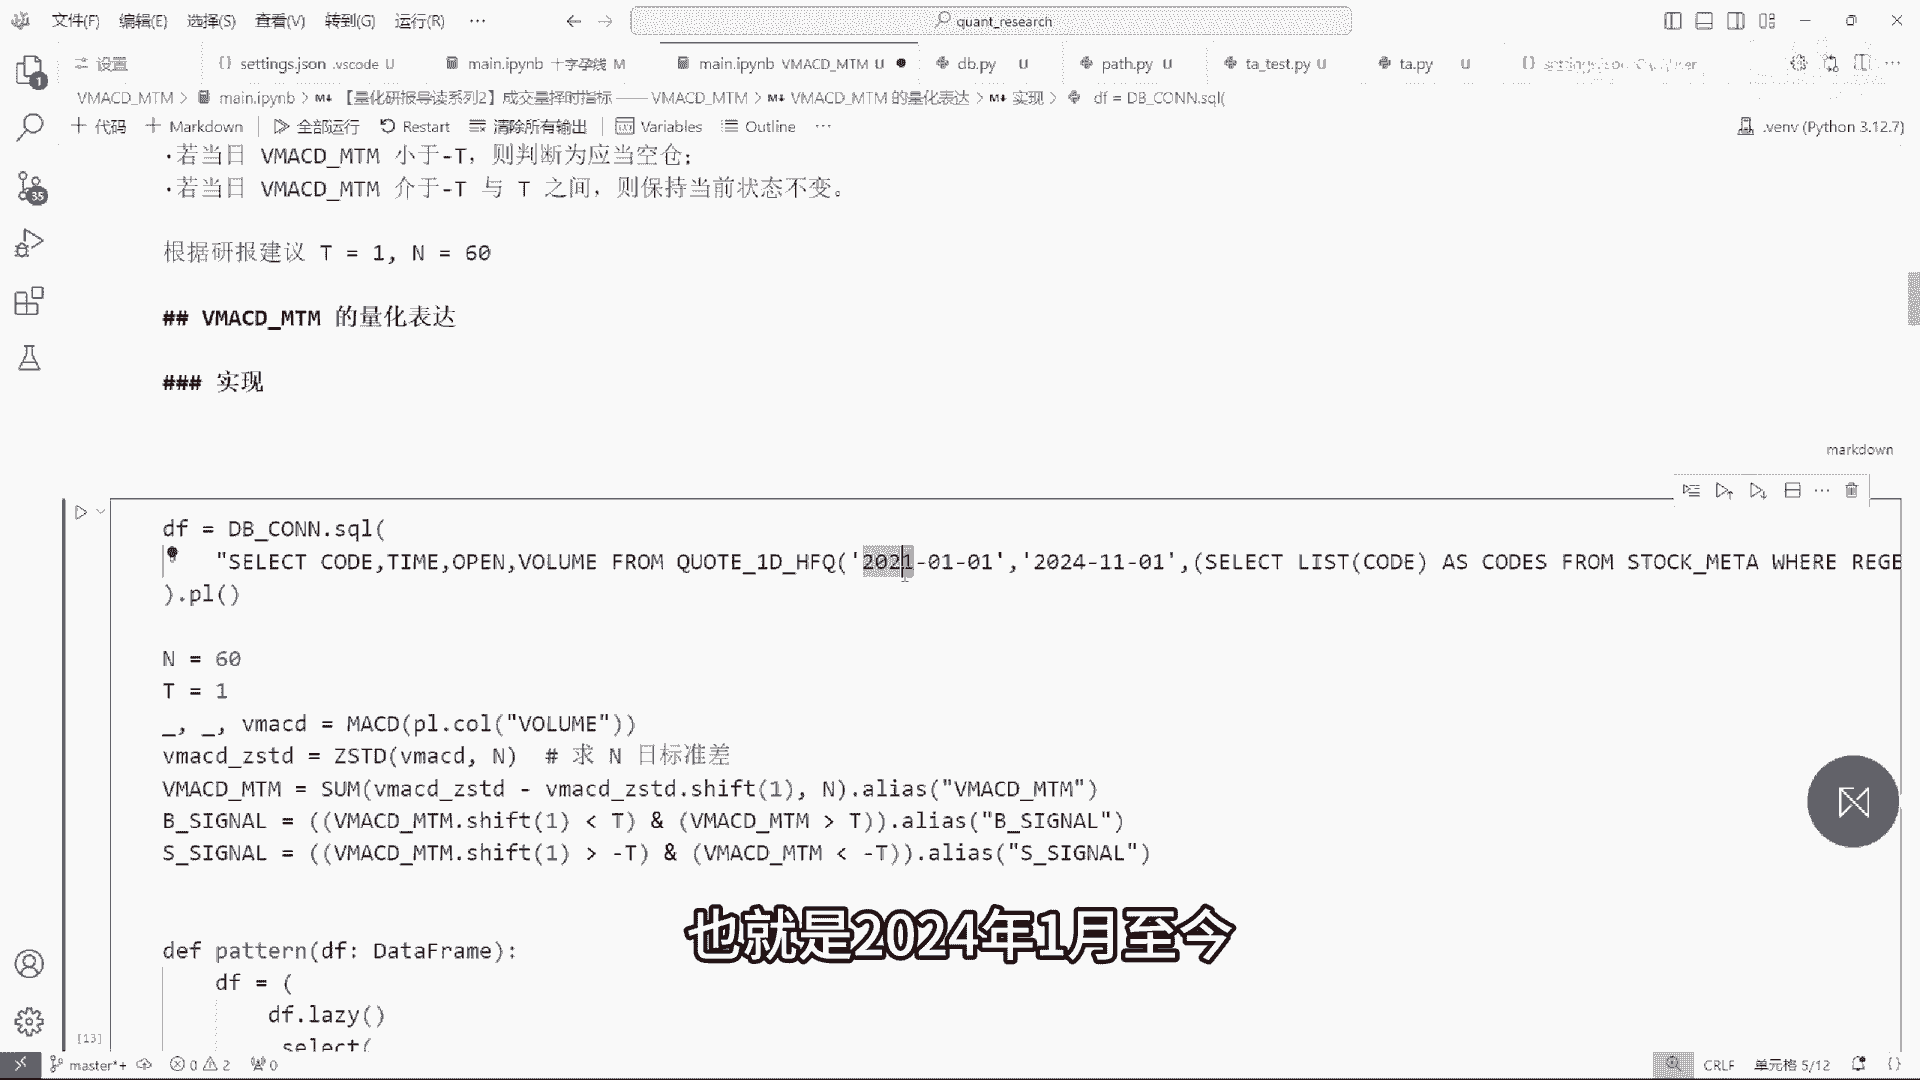 文件(F) 编辑(E) 选择(S) 查看(V) 转到(G) 运行(R) ··· quant_research
设置 settings.json .vscode U main.ipynb 十字孕线 M main.ipynb VMACD_MTM U db.py U path.py U ta_test.py U ta.py U
VMACD_MTM > main.ipynb > M↓ 【量化研报导读系列2】成交量择时指标 —— VMACD_MTM > M↓ VMACD_MTM 的量化表达 > M↓ 实现 > df = DB_CONN.sql(
+ 代码 + Markdown 全部运行 Restart 清除所有输出 Variables Outline ··· .venv (Python 3.12.7)
·若当日 VMACD_MTM 小于-T，则判断为应当空仓；
·若当日 VMACD_MTM 介于-T 与 T 之间，则保持当前状态不变。
根据研报建议 T = 1, N = 60
## VMACD_MTM 的量化表达
### 实现
markdown
df = DB_CONN.sql(
"SELECT CODE,TIME,OPEN,VOLUME FROM QUOTE_1D_HFQ('2021-01-01','2024-11-01',(SELECT LIST(CODE) AS CODES FROM STOCK_META WHERE REGE
).pl()
N = 60
T = 1
_, _, vmacd = MACD(pl.col("VOLUME"))
vmacd_zstd = ZSTD(vmacd, N)  # 求 N 日标准差
VMACD_MTM = SUM(vmacd_zstd - vmacd_zstd.shift(1), N).alias("VMACD_MTM")
B_SIGNAL = ((VMACD_MTM.shift(1) < T) & (VMACD_MTM > T)).alias("B_SIGNAL")
S_SIGNAL = ((VMACD_MTM.shift(1) > -T) & (VMACD_MTM < -T)).alias("S_SIGNAL")
也就是2024年1月至今
def pattern(df: DataFrame):
df = (
df.lazy()
.select(
[13]
master*+ 0 2 0 CRLF 单元格 5/12
1
35